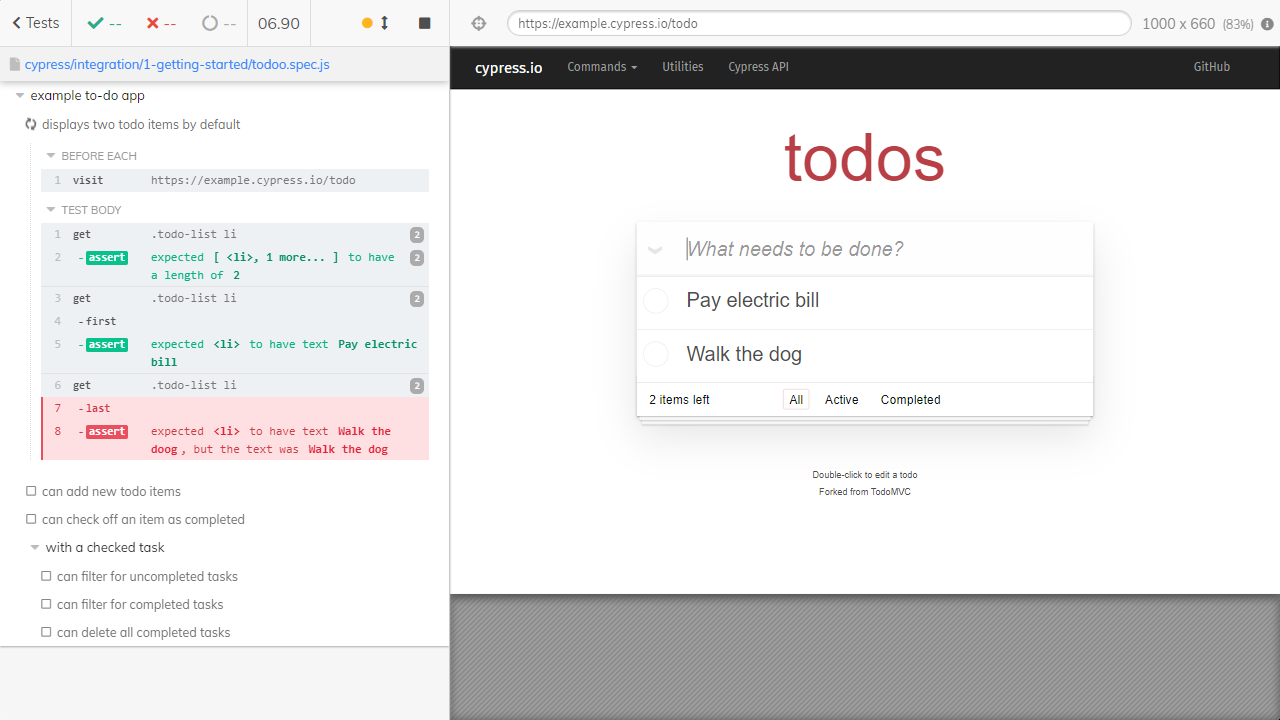 Tests
--
--
--
06.90
https://example.cypress.io/todo
1000 x 660 (83%)
cypress/integration/1-getting-started/todoo.spec.js
cypress.io
Commands
Utilities
Cypress API
GitHub
example to-do app
displays two todo items by default
BEFORE EACH
1 visit https://example.cypress.io/todo
TEST BODY
1 get .todo-list li 2
2 -assert expected [ <li>, 1 more... ] to have 2
a length of 2
3 get .todo-list li 2
4 -first
5 -assert expected <li> to have text Pay electric
bill
6 get .todo-list li 2
7 -last
8 -assert expected <li> to have text Walk the
doog, but the text was Walk the dog
can add new todo items
can check off an item as completed
with a checked task
can filter for uncompleted tasks
can filter for completed tasks
can delete all completed tasks
todos
What needs to be done?
Pay electric bill
Walk the dog
2 items left
All
Active
Completed
Double-click to edit a todo
Forked from TodoMVC